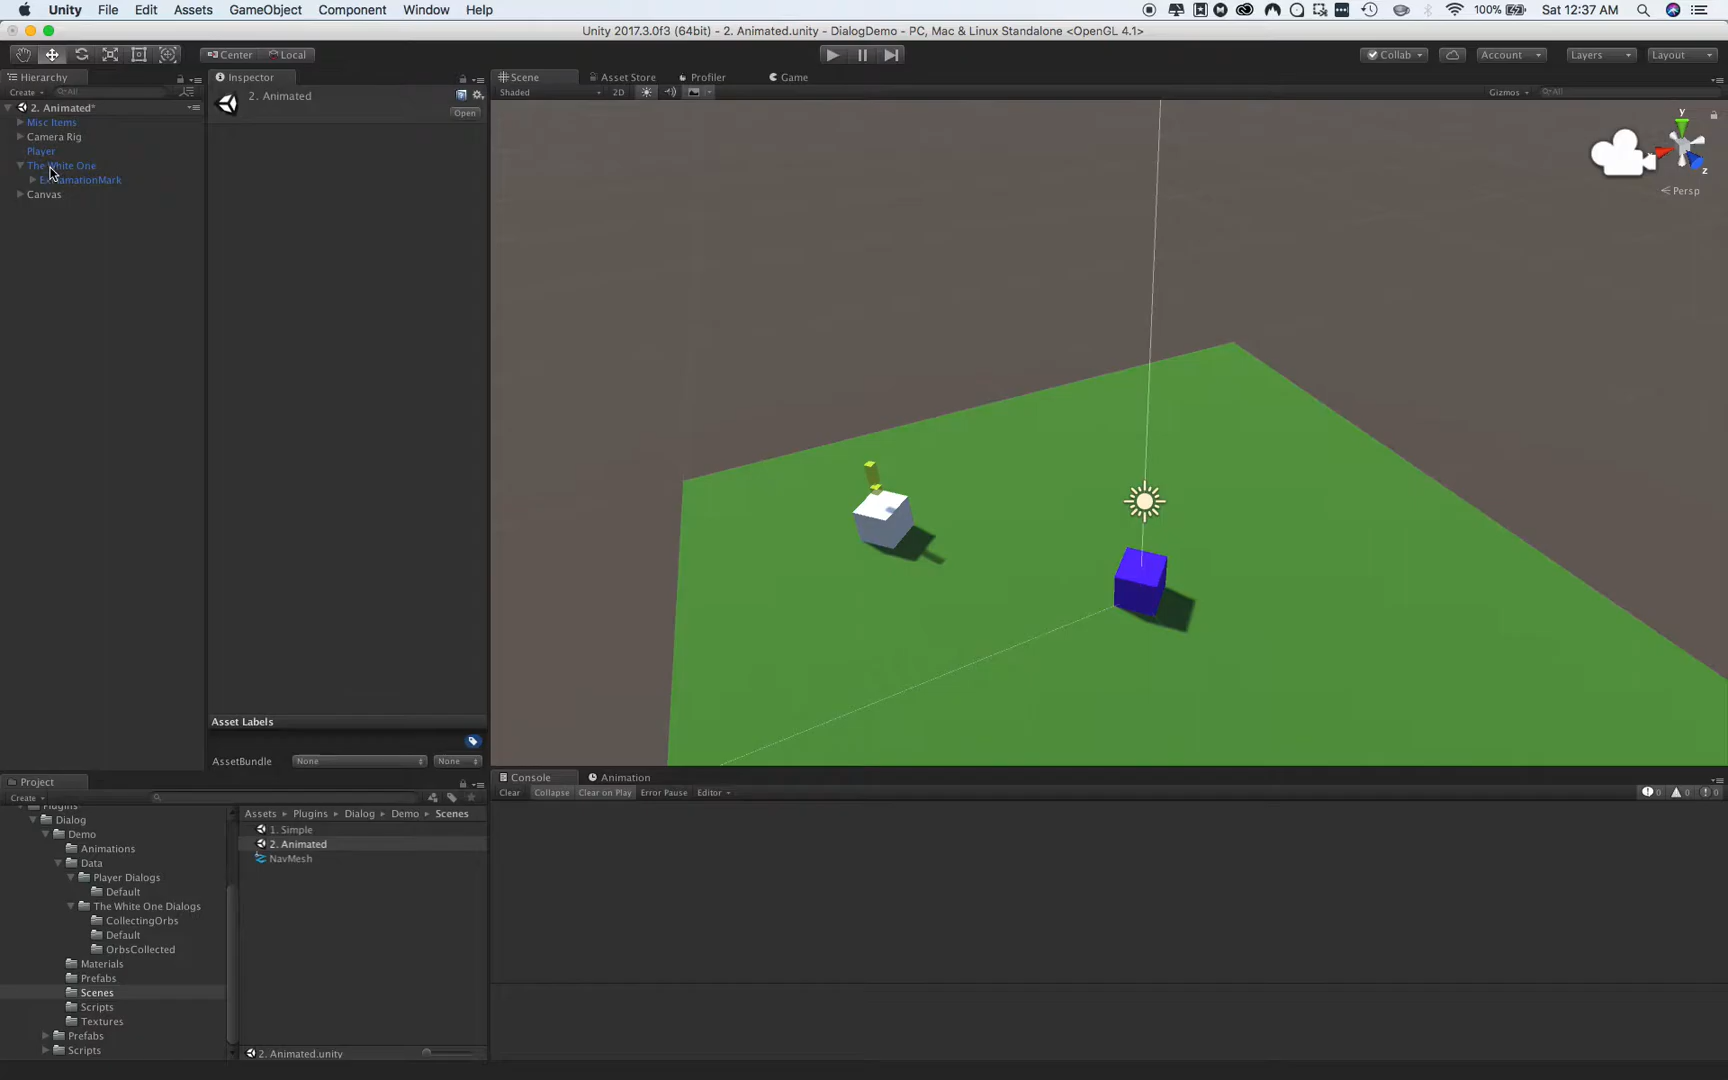 Unity File Edit Assets GameObject Component Window Help 100% Sat 12:37 AM
Unity 2017.3.0f3 (64bit) - 2. Animated.unity - DialogDemo - PC, Mac & Linux Standalone <OpenGL 4.1>
Center Local Collab Account Layers Layout
Hierarchy Inspector Scene Asset Store Profiler Game
Create All Shaded 2D Gizmos All
2. Animated Open
2. Animated*
Misc Items
Camera Rig
Player
The White One
ExclamationMark
Canvas
y
z
Persp
Asset Labels
AssetBundle None None
Project Console Animation
Create Clear Collapse Clear on Play Error Pause Editor 0 0 0
Plugins
Dialog
Demo
Animations
Data
Player Dialogs
Default
The White One Dialogs
CollectingOrbs
Default
OrbsCollected
Materials
Prefabs
Scenes
Scripts
Textures
Prefabs
Scripts
Assets Plugins Dialog Demo Scenes
1. Simple
2. Animated
NavMesh
2. Animated.unity